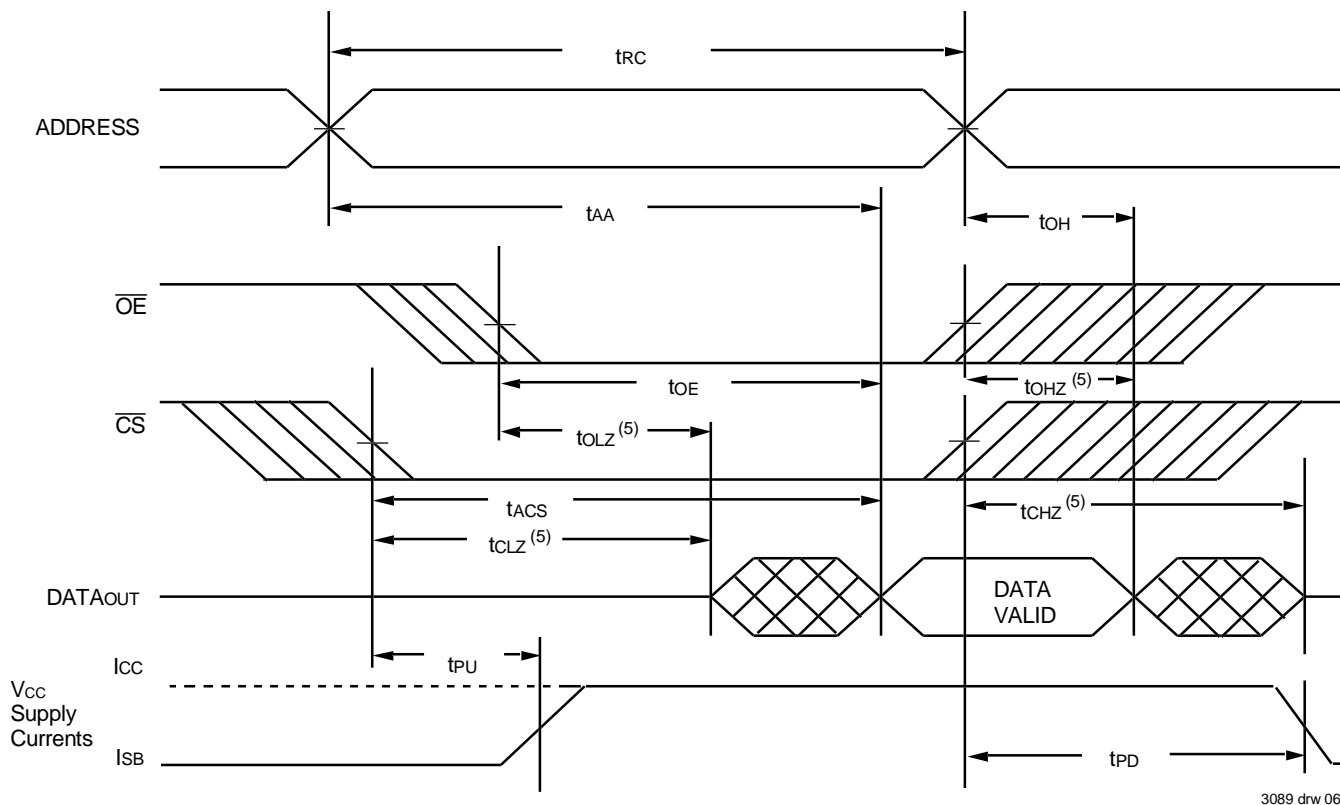 tRC
ADDRESS
tAA
tOH
OE
tOE
tOHZ (5)
CS
tOLZ (5)
tACS
tCHZ (5)
tCLZ (5)
DATAOUT
DATA
VALID
ICC
tPU
VCC
Supply
Currents
ISB
tPD
3089 drw 06